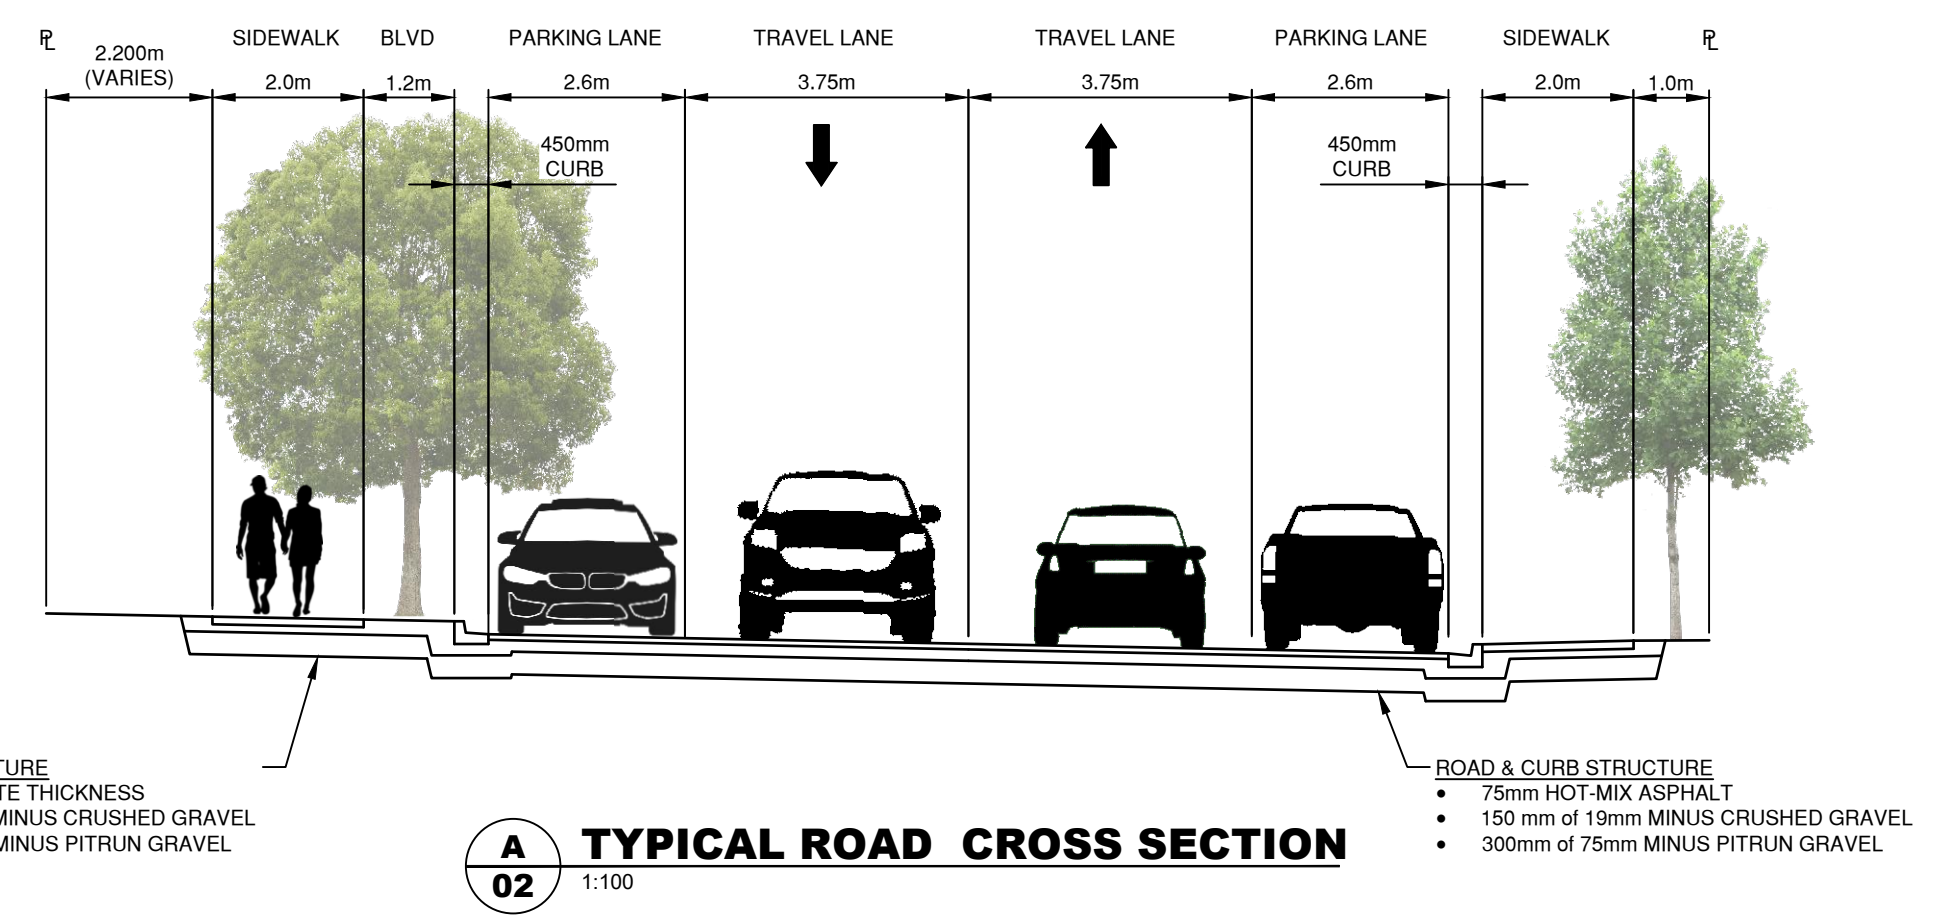 PL
2.200m
(VARIES)
SIDEWALK
2.0m
BLVD
1.2m
PARKING LANE
2.6m
TRAVEL LANE
3.75m
TRAVEL LANE
3.75m
PARKING LANE
2.6m
SIDEWALK
2.0m
PL
1.0m
450mm
CURB
450mm
CURB
TURE
TE THICKNESS
MINUS CRUSHED GRAVEL
MINUS PITRUN GRAVEL
A
02
TYPICAL ROAD CROSS SECTION
1:100
ROAD & CURB STRUCTURE
• 75mm HOT-MIX ASPHALT
• 150 mm of 19mm MINUS CRUSHED GRAVEL
• 300mm of 75mm MINUS PITRUN GRAVEL